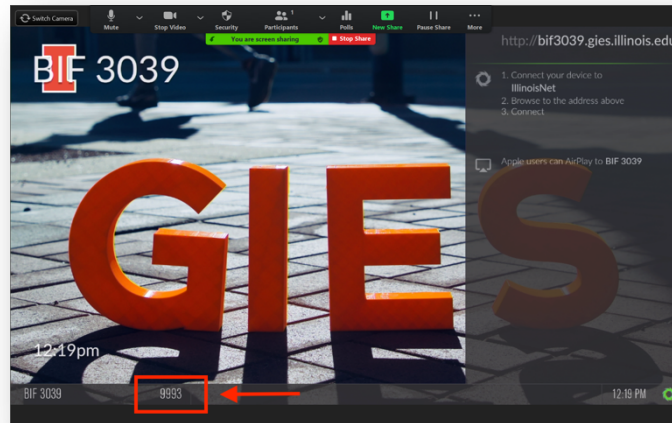 Switch Camera
Mute
Stop Video
Security
Participants
1
Polls
New Share
Pause Share
More
You are screen sharing
Stop Share
BIF 3039
http://bif3039.gies.illinois.edu
1. Connect your device to
IllinoisNet
2. Browse to the address above
3. Connect
Apple users can AirPlay to BIF 3039
GIES
12:19pm
BIF 3039
9993
12:19 PM